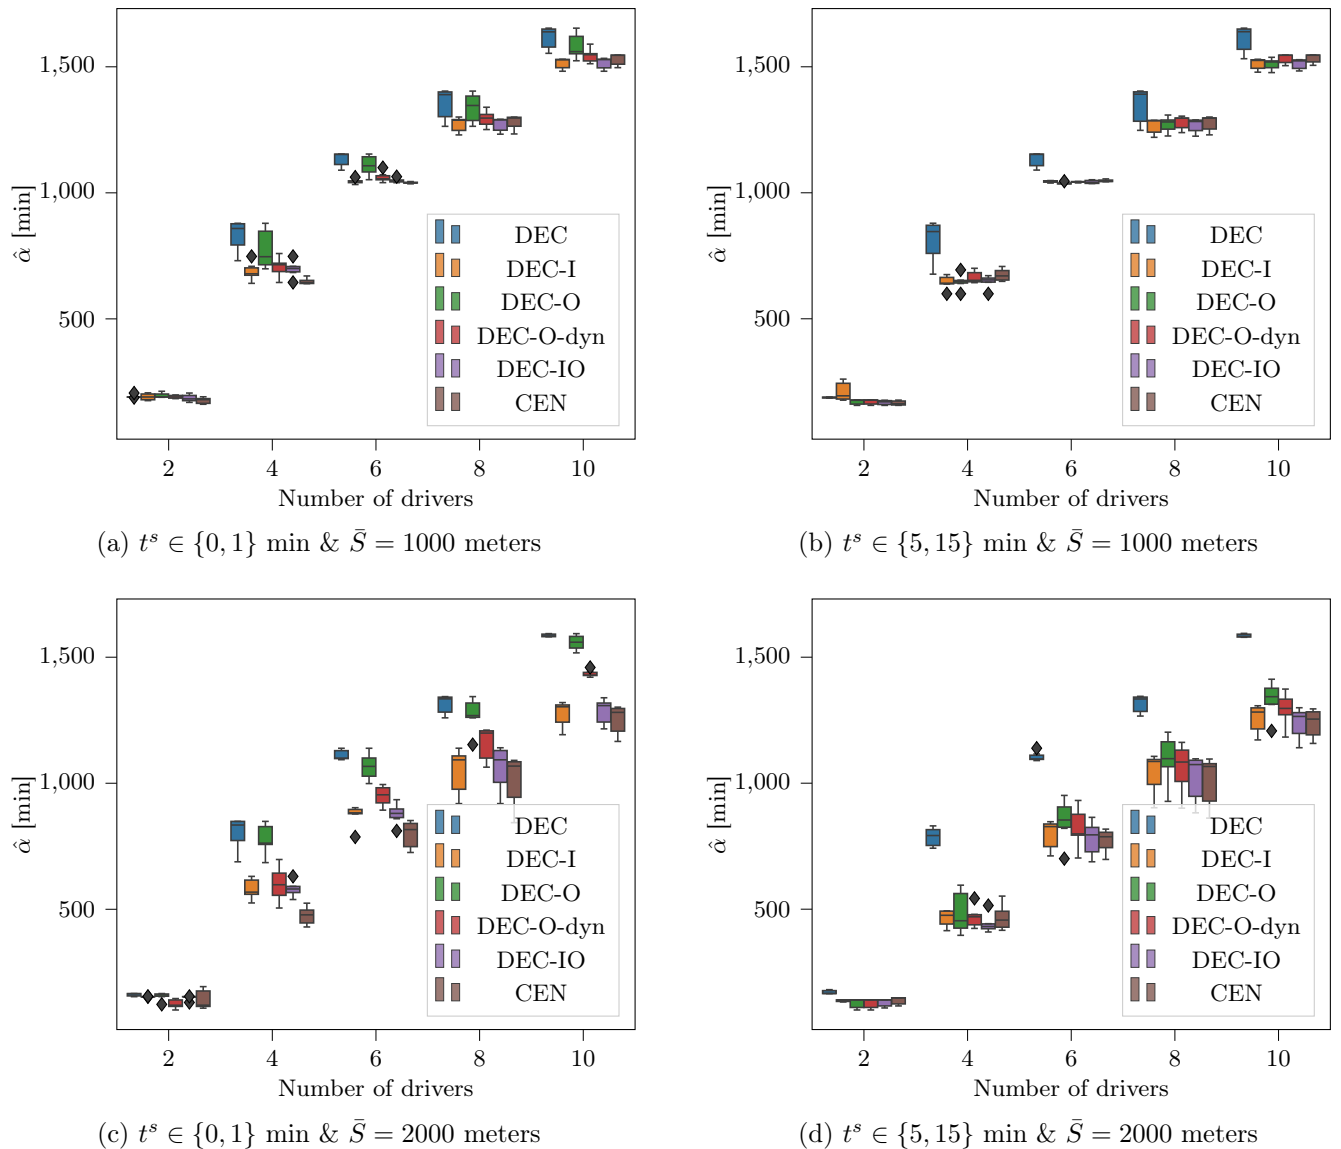 1,500
1,000
500
α̂ [min]
DEC
DEC-I
DEC-O
DEC-O-dyn
DEC-IO
CEN
2 4 6 8 10
Number of drivers
(a) t^s ∈ {0, 1} min & S̄ = 1000 meters
1,500
1,000
500
α̂ [min]
DEC
DEC-I
DEC-O
DEC-O-dyn
DEC-IO
CEN
2 4 6 8 10
Number of drivers
(b) t^s ∈ {5, 15} min & S̄ = 1000 meters
1,500
1,000
500
α̂ [min]
DEC
DEC-I
DEC-O
DEC-O-dyn
DEC-IO
CEN
2 4 6 8 10
Number of drivers
(c) t^s ∈ {0, 1} min & S̄ = 2000 meters
1,500
1,000
500
α̂ [min]
DEC
DEC-I
DEC-O
DEC-O-dyn
DEC-IO
CEN
2 4 6 8 10
Number of drivers
(d) t^s ∈ {5, 15} min & S̄ = 2000 meters